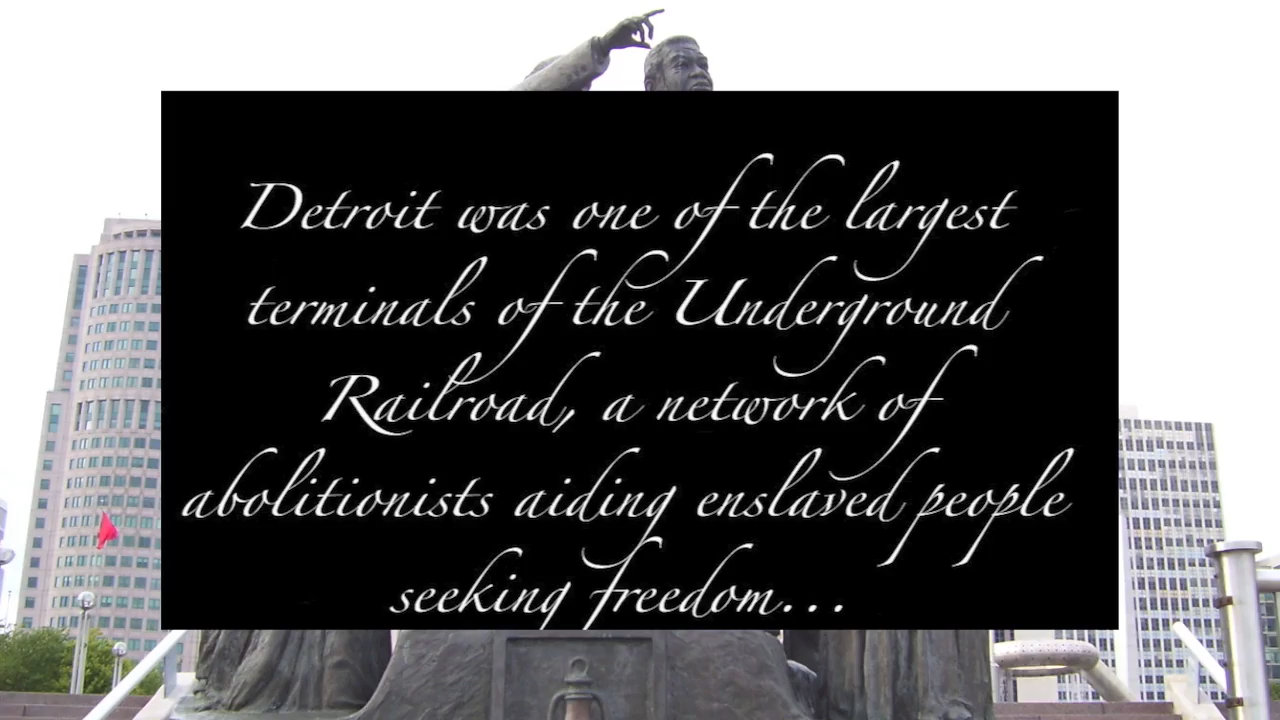 Detroit was one of the largest
terminals of the Underground
Railroad, a network of
abolitionists aiding enslaved people
seeking freedom...